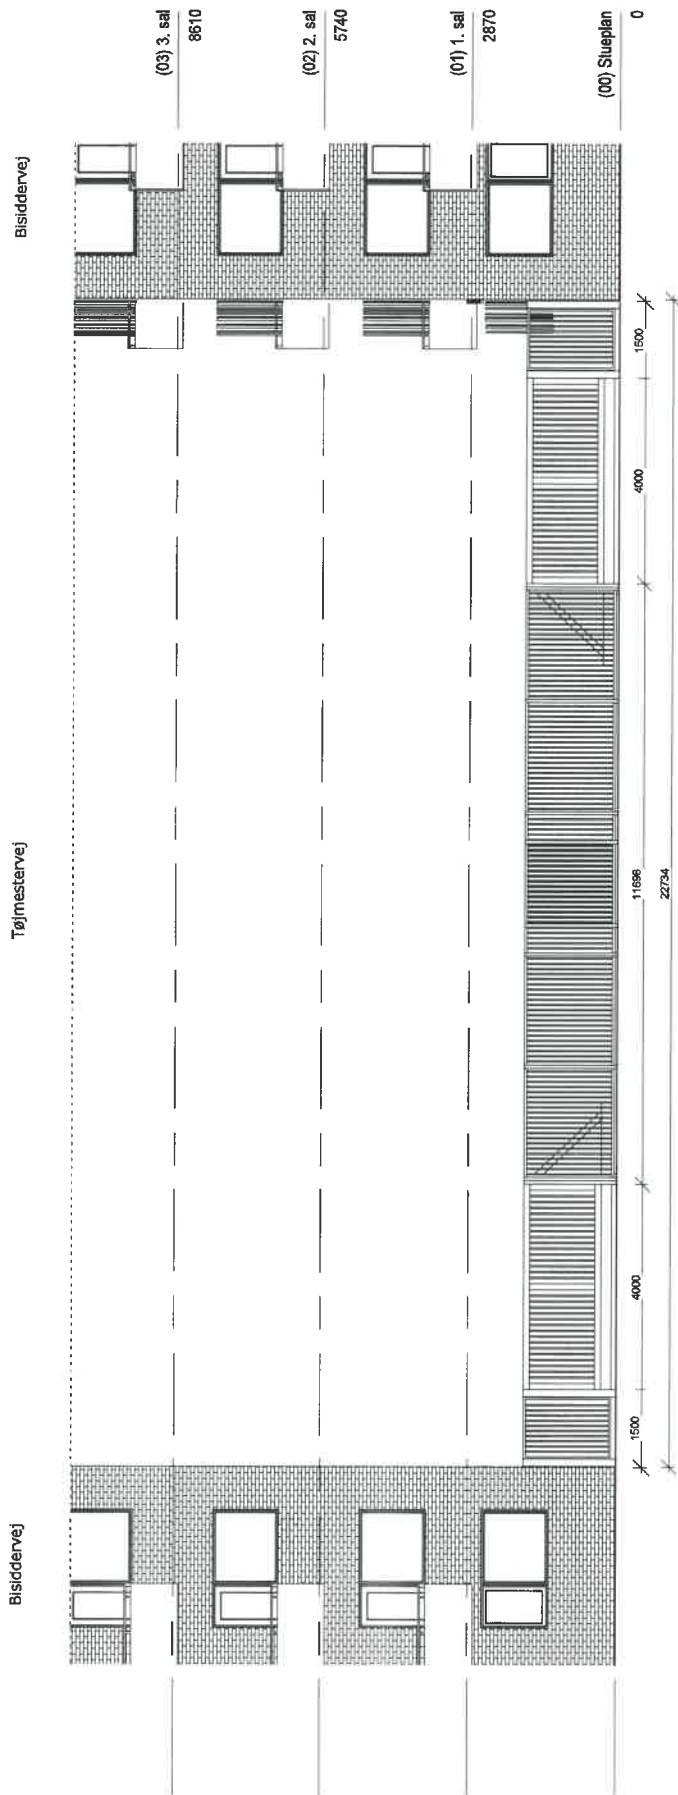 Bisiddervej
Tøjmestervej
Bisiddervej
(03) 3. sal
8610
(02) 2. sal
5740
(01) 1. sal
2870
(00) Stueplan
0
1500
4000
11698
4000
1500
22734